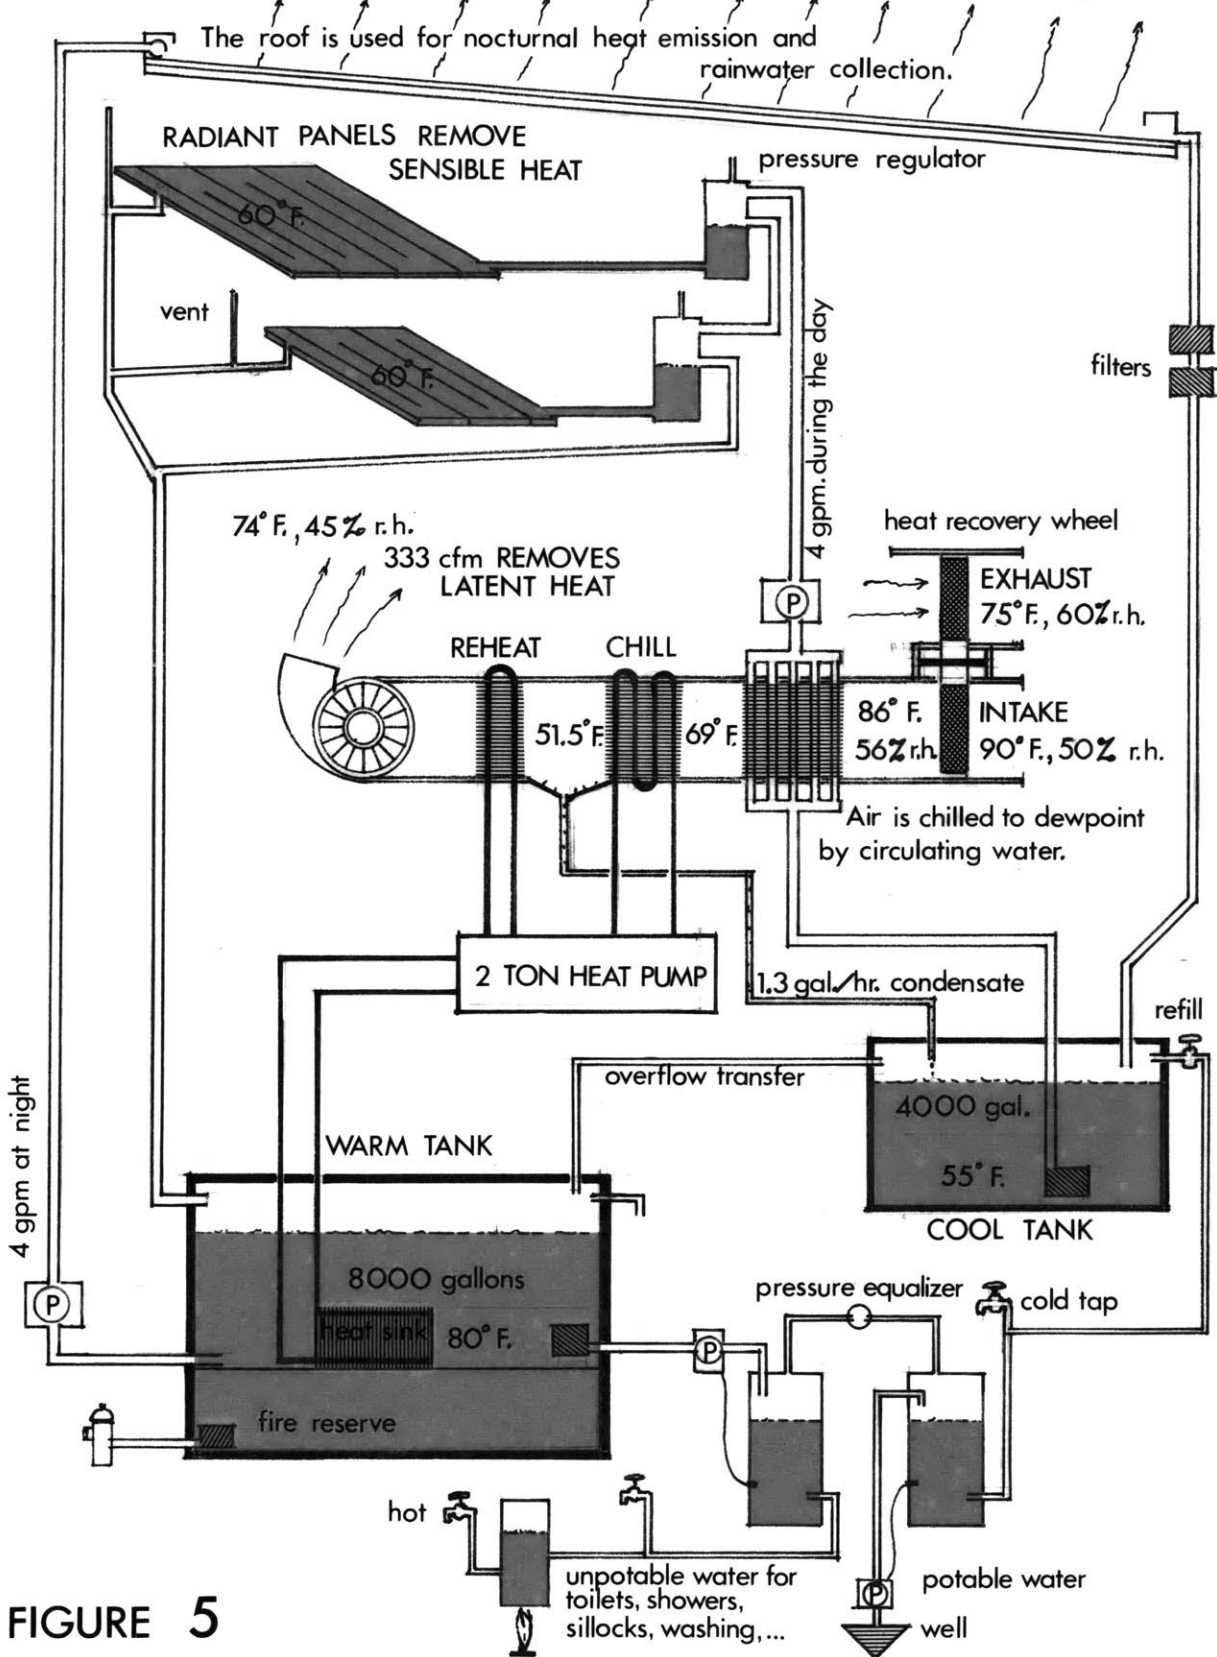 The roof is used for nocturnal heat emission and
rainwater collection.
RADIANT PANELS REMOVE
SENSIBLE HEAT
pressure regulator
60° F.
vent
60° F.
4 gpm. during the day
filters
74° F., 45% r.h.
333 cfm REMOVES
LATENT HEAT
heat recovery wheel
P
EXHAUST
75° F., 60% r.h.
REHEAT
CHILL
51.5° F.
69° F.
86° F.
56% r.h.
INTAKE
90° F., 50% r.h.
Air is chilled to dewpoint
by circulating water.
2 TON HEAT PUMP
1.3 gal./hr. condensate
refill
overflow transfer
4000 gal.
55° F.
COOL TANK
4 gpm at night
WARM TANK
8000 gallons
heat sink
80° F.
P
pressure equalizer
cold tap
P
fire reserve
hot
unpotable water for
toilets, showers,
sillocks, washing,...
P
potable water
well
FIGURE 5